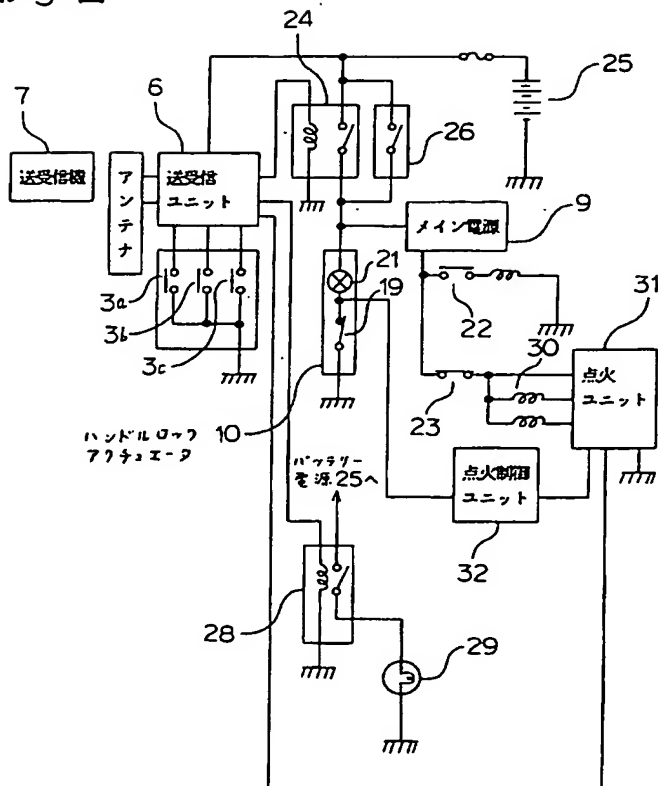 24
25
7
6
26
送受信機
アンテナ
送受信
ユニット
メイン電源
9
21
19
3a
3b
3c
22
31
30
点火
ユニット
23
ハンドルロック
アクチュエータ
10
バッテリー
電源25へ
点火制御
ユニット
32
28
29